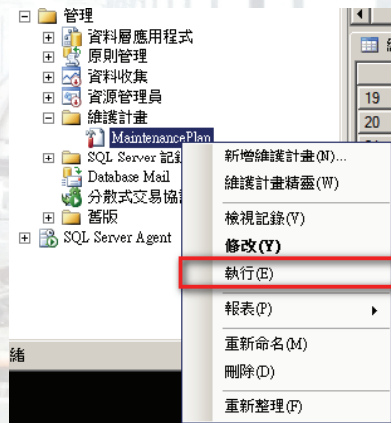 管理
資料層應用程式
原則管理
資料收集
資源管理員
維護計畫
19
MaintenancePlan
20
SQL Server 記
新增維護計畫(N)...
Database Mail
維護計畫精靈(W)
分散式交易協
舊版
檢視記錄(V)
SQL Server Agent
修改(Y)
執行(E)
報表(P)
重新命名(M)
緒
刪除(D)
重新整理(F)